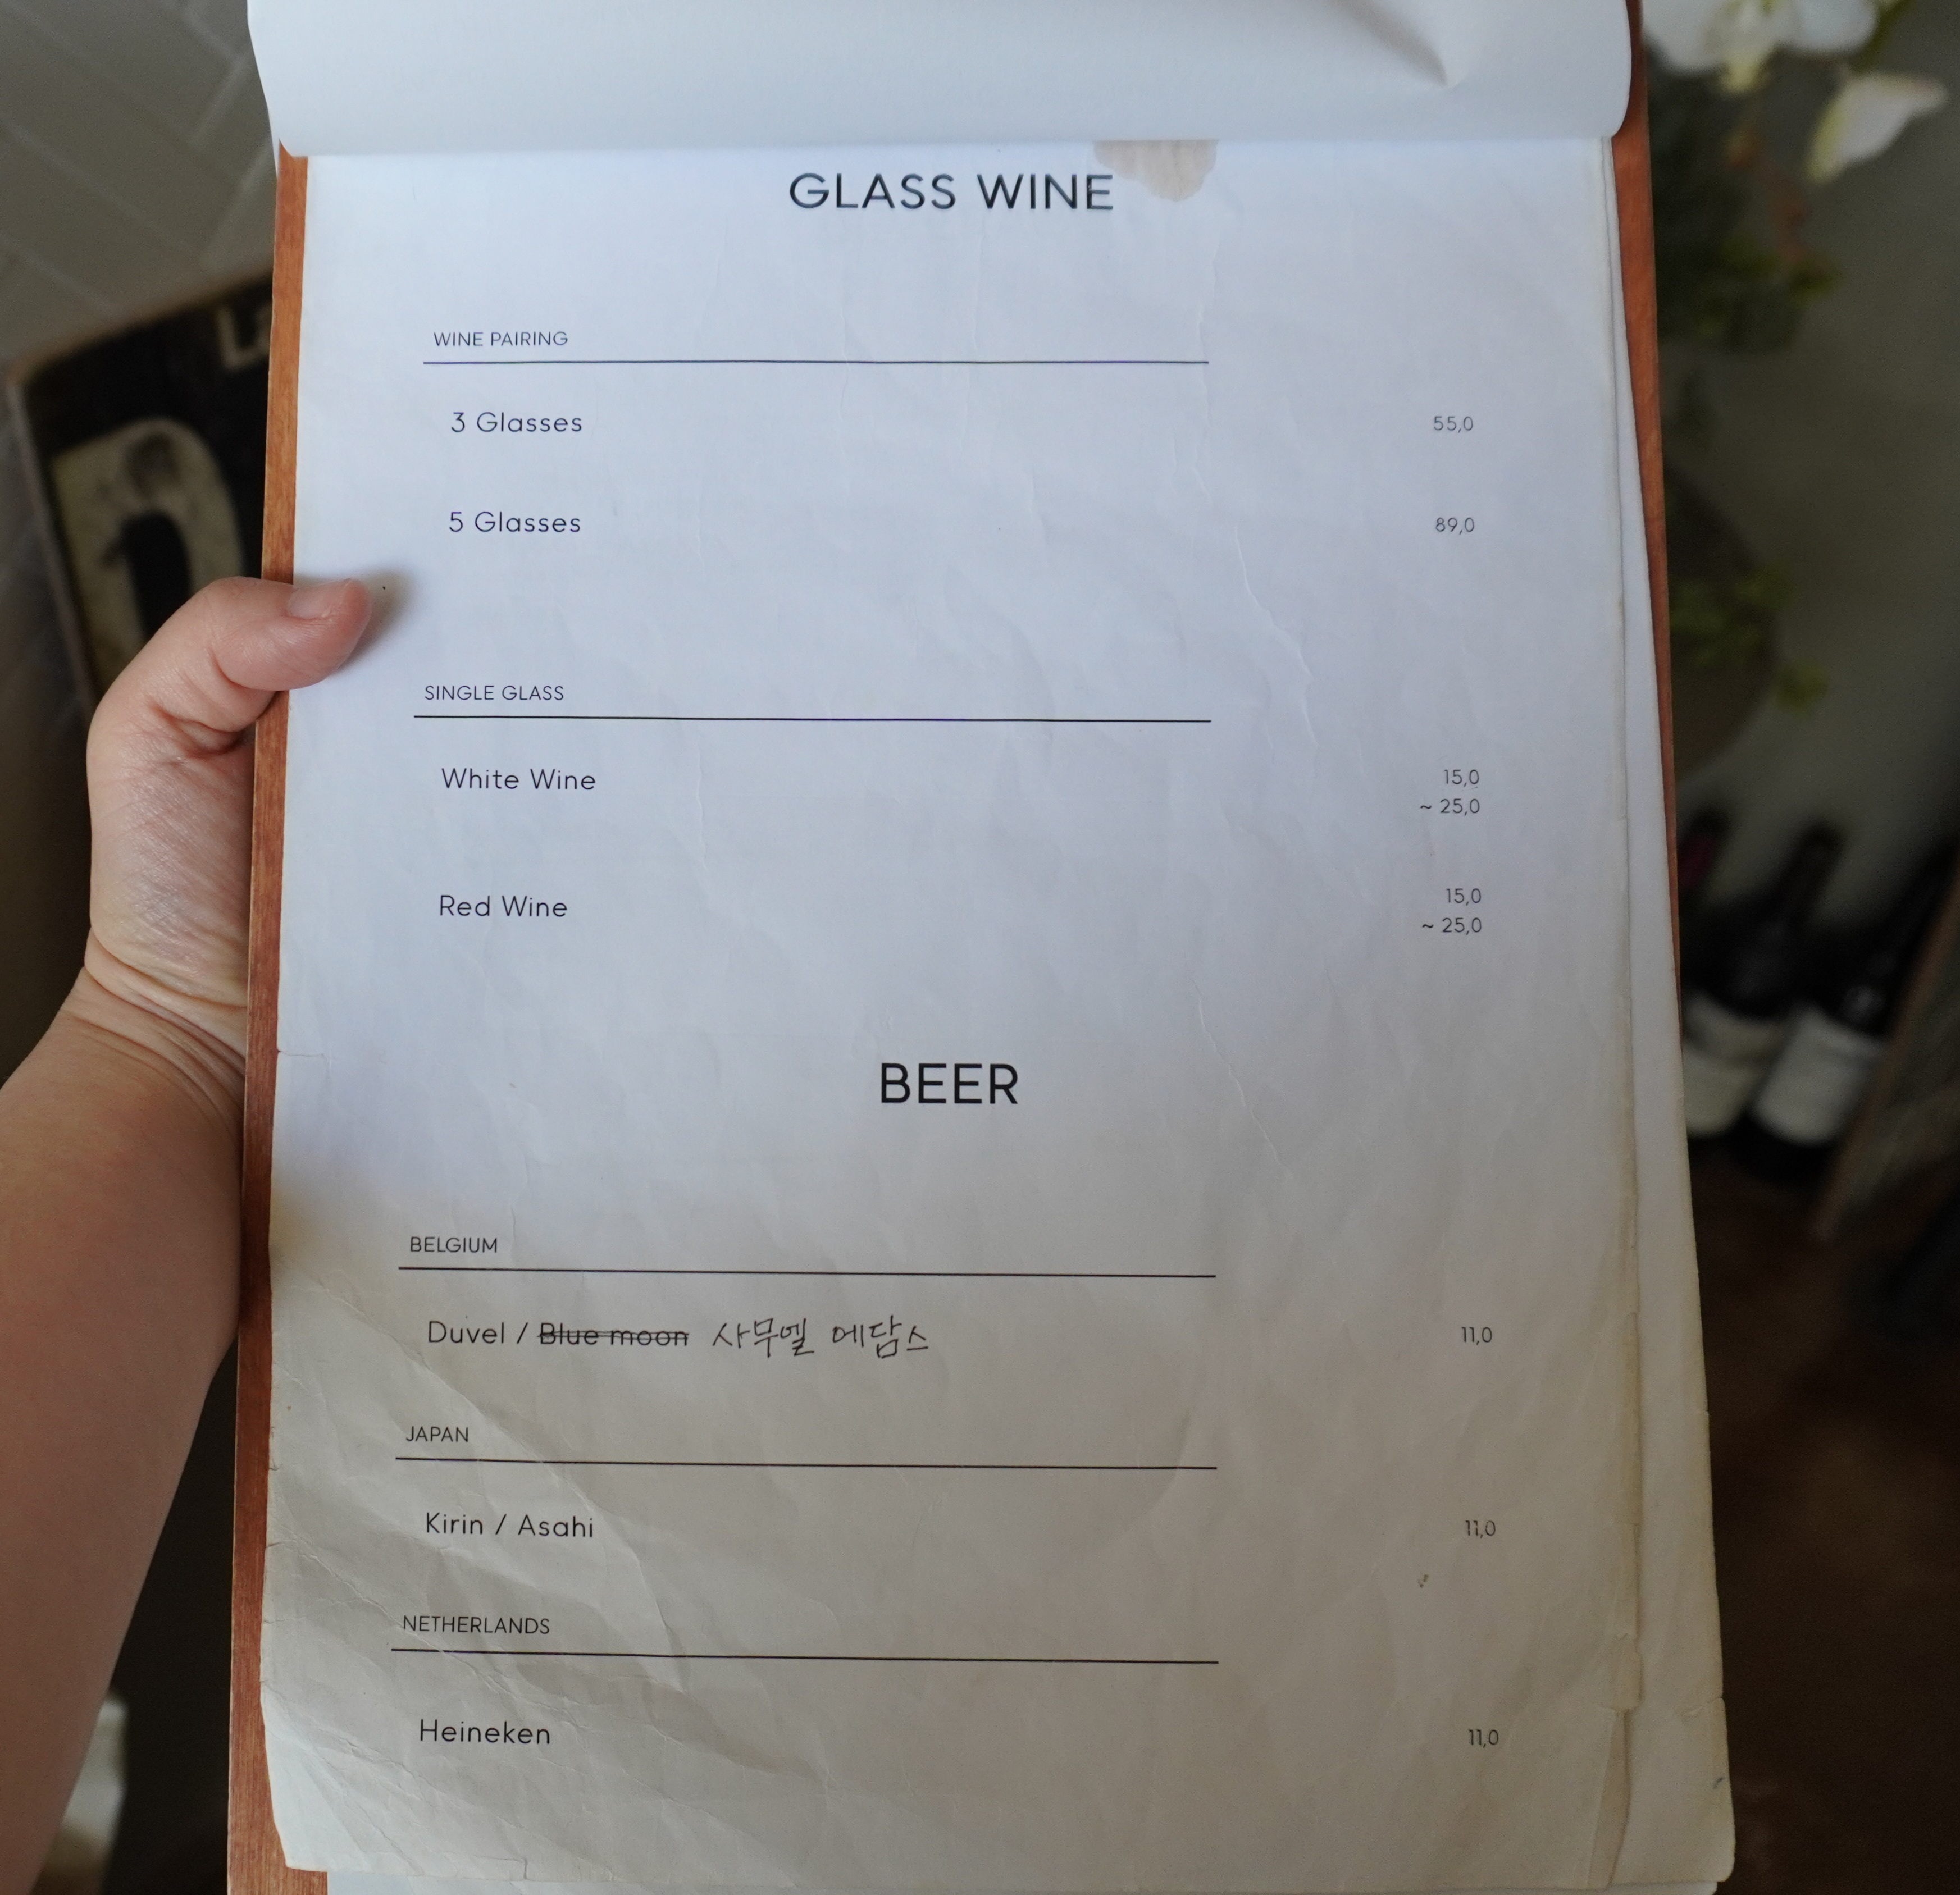 GLASS WINE
WINE PAIRING
3 Glasses 55,0
5 Glasses 89,0
SINGLE GLASS
White Wine 15,0
~ 25,0
Red Wine 15,0
~ 25,0
BEER
BELGIUM
Duvel / Blue moon 사무엘 에담스 11,0
JAPAN
Kirin / Asahi 11,0
NETHERLANDS
Heineken 11,0